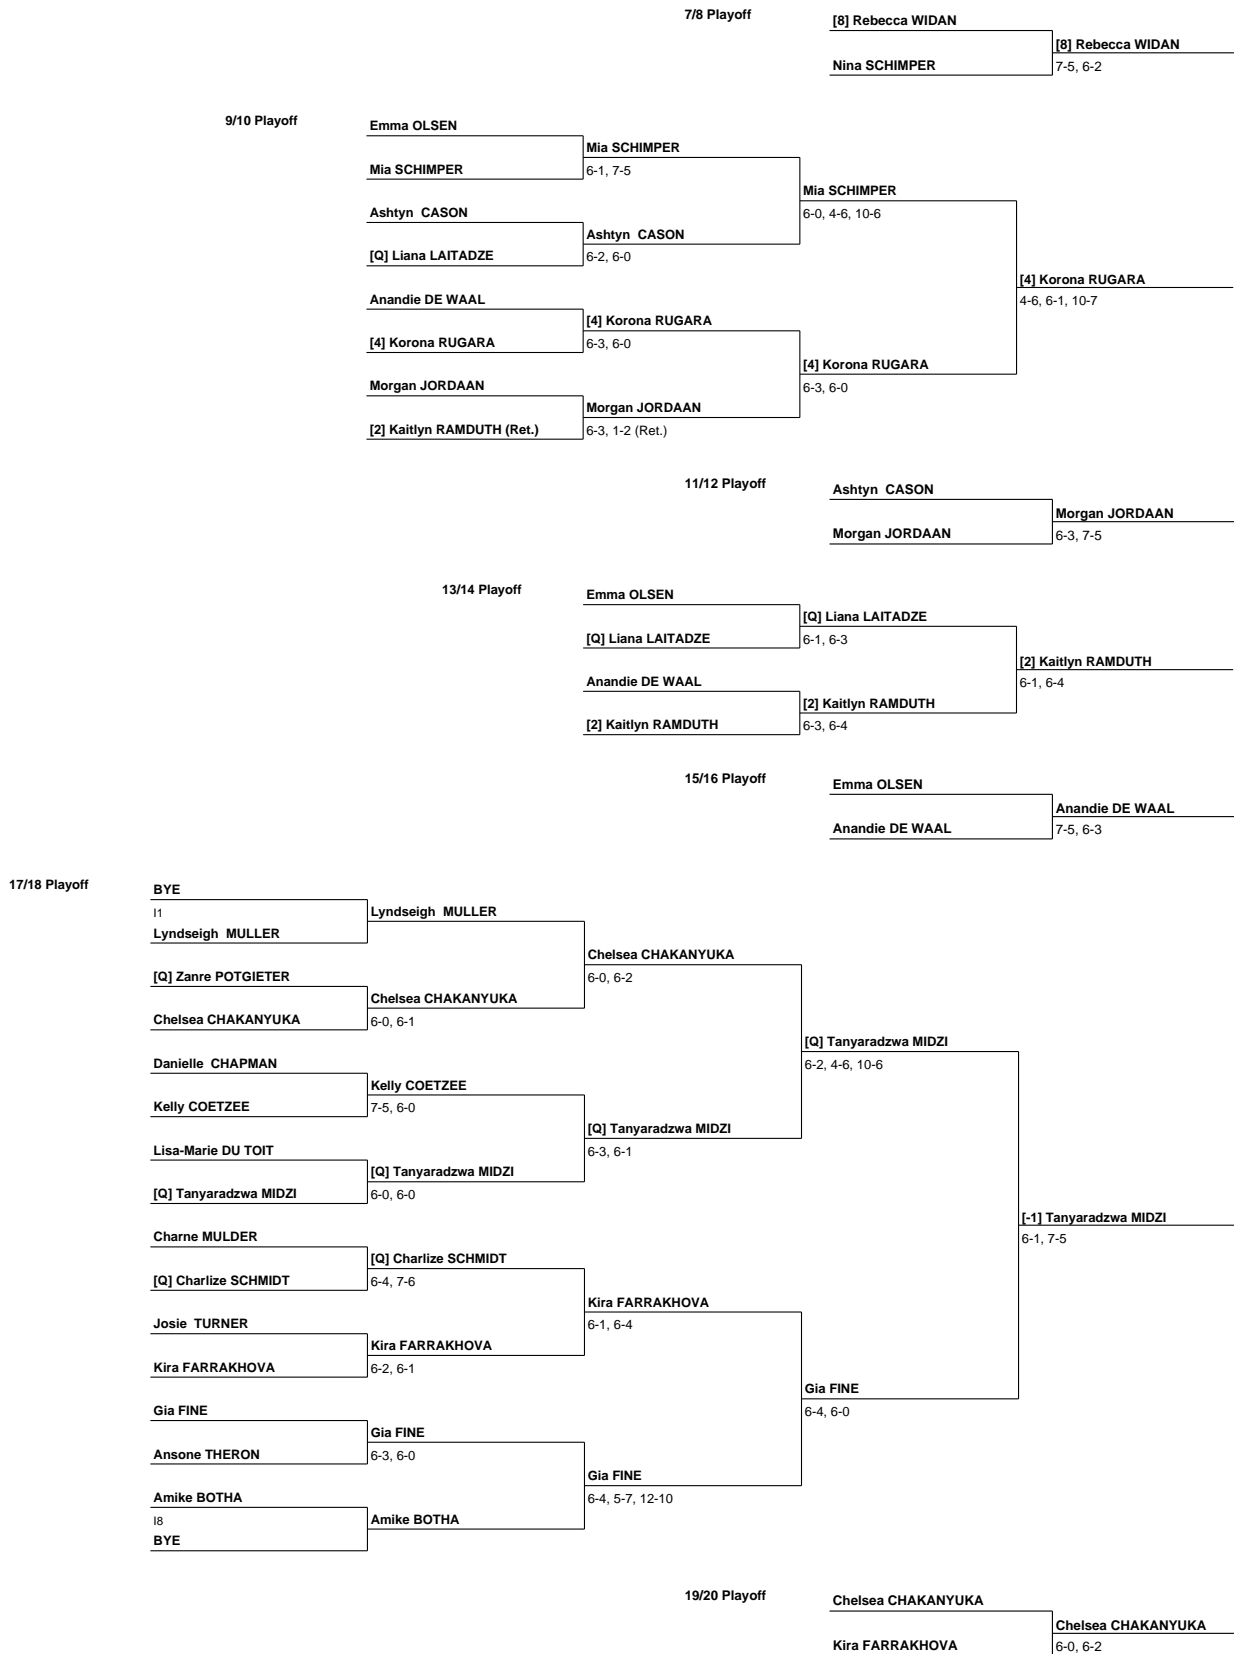 7/8 Playoff
[8] Rebecca WIDAN
[8] Rebecca WIDAN
Nina SCHIMPER
7-5, 6-2
9/10 Playoff
Emma OLSEN
Mia SCHIMPER
Mia SCHIMPER
6-1, 7-5
Mia SCHIMPER
6-0, 4-6, 10-6
Ashtyn  CASON
Ashtyn  CASON
[Q] Liana LAITADZE
6-2, 6-0
[4] Korona RUGARA
4-6, 6-1, 10-7
Anandie DE WAAL
[4] Korona RUGARA
[4] Korona RUGARA
6-3, 6-0
[4] Korona RUGARA
6-3, 6-0
Morgan JORDAAN
Morgan JORDAAN
[2] Kaitlyn RAMDUTH (Ret.)
6-3, 1-2 (Ret.)
11/12 Playoff
Ashtyn  CASON
Morgan JORDAAN
Morgan JORDAAN
6-3, 7-5
13/14 Playoff
Emma OLSEN
[Q] Liana LAITADZE
[Q] Liana LAITADZE
6-1, 6-3
[2] Kaitlyn RAMDUTH
6-1, 6-4
Anandie DE WAAL
[2] Kaitlyn RAMDUTH
[2] Kaitlyn RAMDUTH
6-3, 6-4
15/16 Playoff
Emma OLSEN
Anandie DE WAAL
Anandie DE WAAL
7-5, 6-3
17/18 Playoff
BYE
I1
Lyndseigh  MULLER
Lyndseigh  MULLER
Chelsea CHAKANYUKA
6-0, 6-2
[Q] Zanre POTGIETER
Chelsea CHAKANYUKA
Chelsea CHAKANYUKA
6-0, 6-1
[Q] Tanyaradzwa MIDZI
6-2, 4-6, 10-6
Danielle  CHAPMAN
Kelly COETZEE
Kelly COETZEE
7-5, 6-0
[Q] Tanyaradzwa MIDZI
6-3, 6-1
Lisa-Marie DU TOIT
[Q] Tanyaradzwa MIDZI
[Q] Tanyaradzwa MIDZI
6-0, 6-0
[-1] Tanyaradzwa MIDZI
6-1, 7-5
Charne MULDER
[Q] Charlize SCHMIDT
[Q] Charlize SCHMIDT
6-4, 7-6
Kira FARRAKHOVA
6-1, 6-4
Josie  TURNER
Kira FARRAKHOVA
Kira FARRAKHOVA
6-2, 6-1
Gia FINE
6-4, 6-0
Gia FINE
Gia FINE
Ansone THERON
6-3, 6-0
Gia FINE
6-4, 5-7, 12-10
Amike BOTHA
I8
Amike BOTHA
BYE
19/20 Playoff
Chelsea CHAKANYUKA
Chelsea CHAKANYUKA
Kira FARRAKHOVA
6-0, 6-2